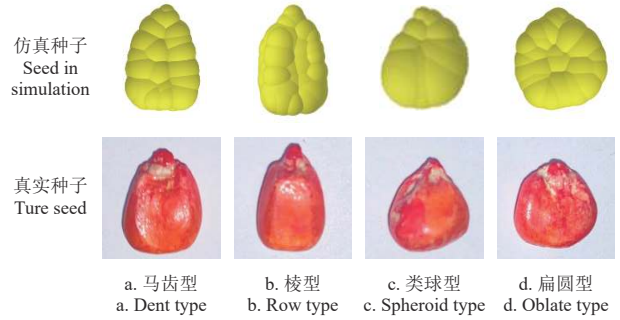 仿真种子
Seed in
simulation
真实种子
Ture seed
a. 马齿型
b. 棱型
c. 类球型
d. 扁圆型
a. Dent type
b. Row type
c. Spheroid type
d. Oblate type